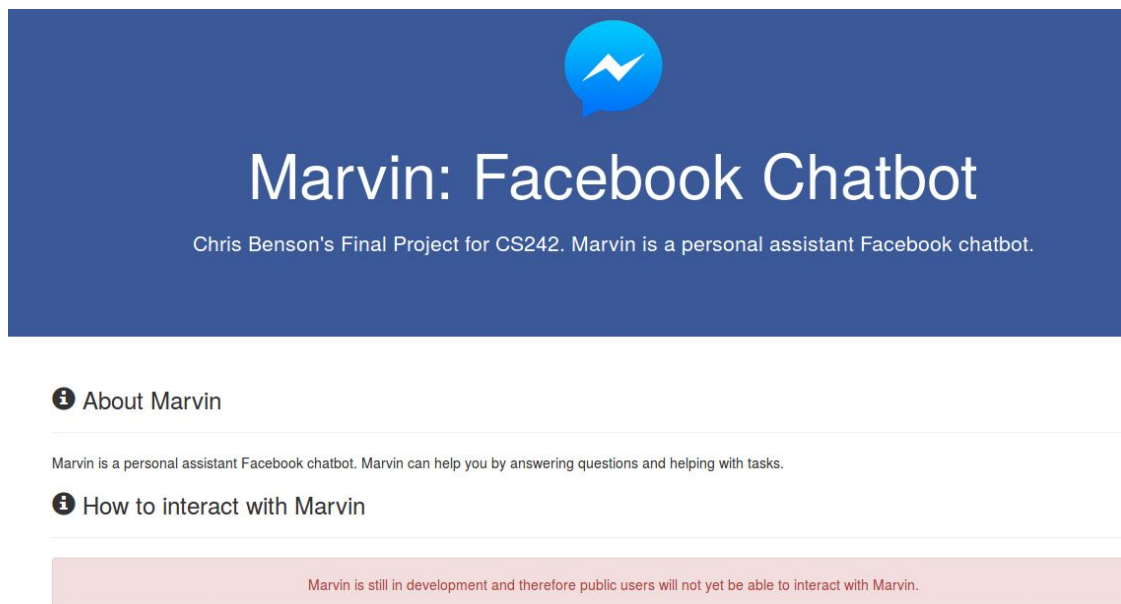 Marvin: Facebook Chatbot
Chris Benson's Final Project for CS242. Marvin is a personal assistant Facebook chatbot.
About Marvin
Marvin is a personal assistant Facebook chatbot. Marvin can help you by answering questions and helping with tasks.
How to interact with Marvin
Marvin is still in development and therefore public users will not yet be able to interact with Marvin.